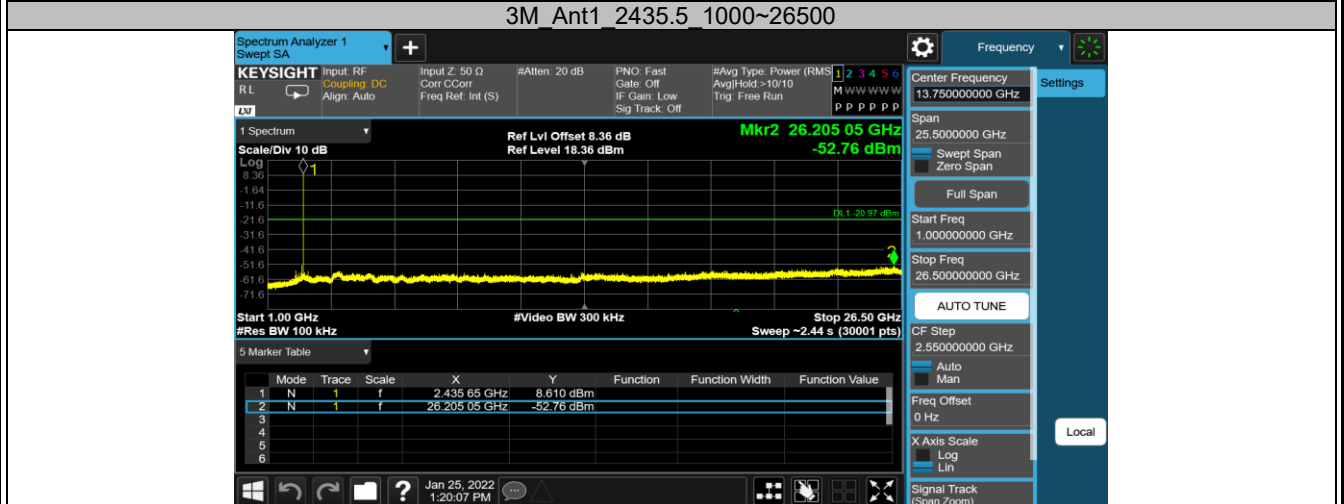 3M_Ant1_2435.5_1000~26500
Spectrum Analyzer 1
Swept SA
+
Frequency
KEYSIGHT
RL
LXI
Input: RF
Coupling: DC
Align: Auto
Input Z: 50 Ω
Corr CCorr
Freq Ref: Int (S)
#Atten: 20 dB
PNO: Fast
Gate: Off
IF Gain: Low
Sig Track: Off
#Avg Type: Power (RMS
Avg|Hold:>10/10
Trig: Free Run
1 2 3 4 5 6
M W W W W W
P P P P P P
Center Frequency
13.750000000 GHz
Settings
Span
25.5000000 GHz
Swept Span
Zero Span
Full Span
Start Freq
1.000000000 GHz
Stop Freq
26.500000000 GHz
AUTO TUNE
CF Step
2.550000000 GHz
Auto
Man
Freq Offset
0 Hz
X Axis Scale
Log
Lin
Signal Track
(Span Zoom)
Local
1 Spectrum
Scale/Div 10 dB
Ref Lvl Offset 8.36 dB
Ref Level 18.36 dBm
Mkr2 26.205 05 GHz
-52.76 dBm
Log
8.36
-1.64
-11.6
-21.6
-31.6
-41.6
-51.6
-61.6
-71.6
1
DL1 -20.97 dBm
2
Start 1.00 GHz
#Video BW 300 kHz
Stop 26.50 GHz
#Res BW 100 kHz
Sweep ~2.44 s (30001 pts)
5 Marker Table
Mode Trace Scale X Y Function Function Width Function Value
1 N 1 f 2.435 65 GHz 8.610 dBm
2 N 1 f 26.205 05 GHz -52.76 dBm
3
4
5
6
?
Jan 25, 2022
1:20:07 PM